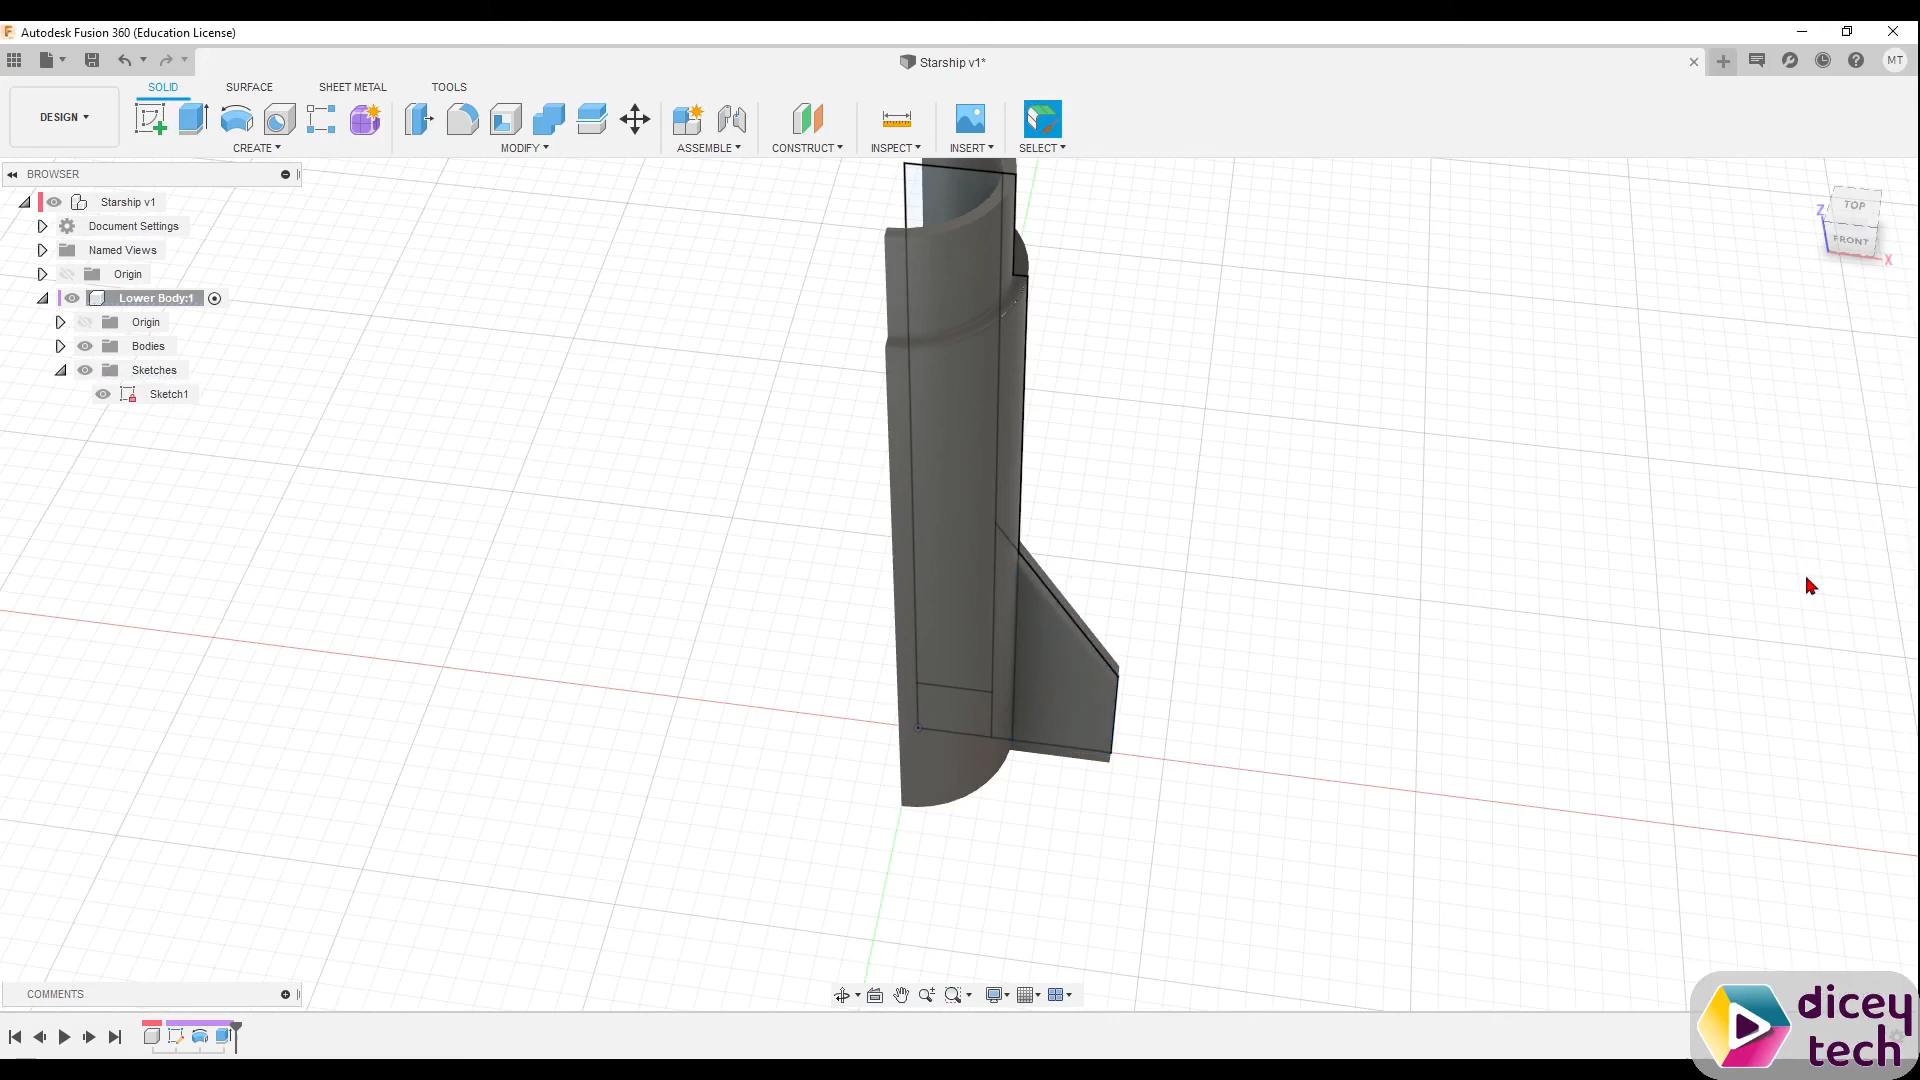 Autodesk Fusion 360 (Education License)
Starship v1*
MT
SOLID SURFACE SHEET METAL TOOLS
DESIGN
CREATE MODIFY ASSEMBLE CONSTRUCT INSPECT INSERT SELECT
BROWSER
Starship v1
Document Settings
Named Views
Origin
Lower Body:1
Origin
Bodies
Sketches
Sketch1
TOP
Z
FRONT
X
COMMENTS
dicey
tech